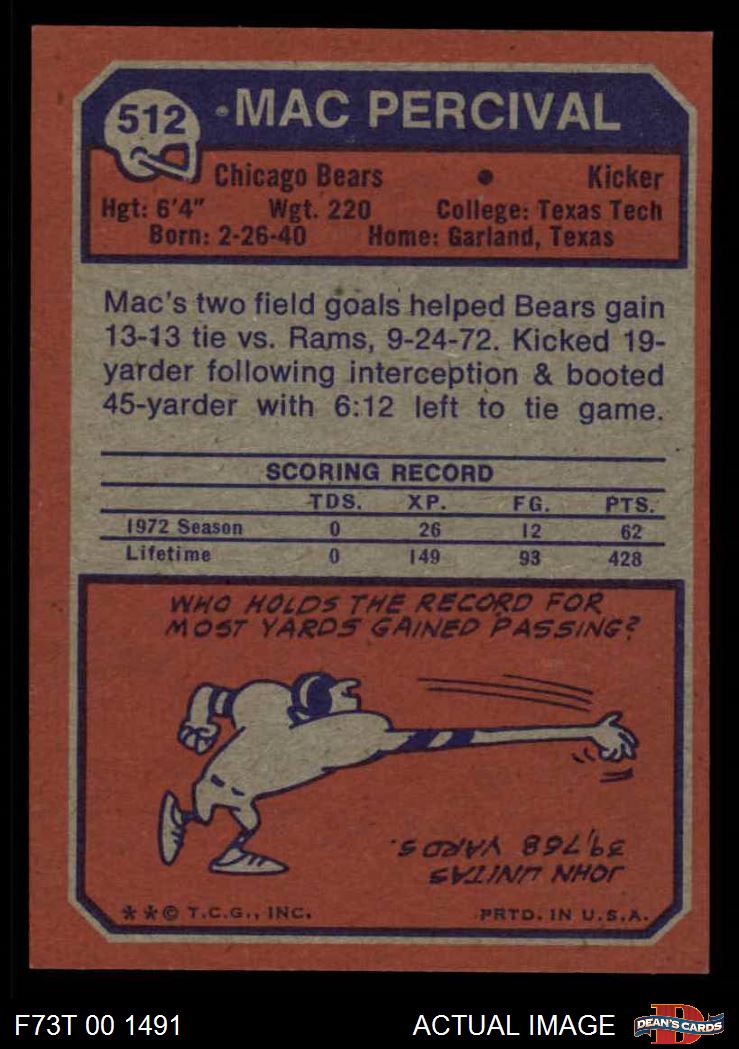 512
MAC PERCIVAL
Chicago Bears • Kicker
Hgt: 6'4" Wgt. 220 College: Texas Tech
Born: 2-26-40 Home: Garland, Texas
Mac's two field goals helped Bears gain
13-13 tie vs. Rams, 9-24-72. Kicked 19-
yarder following interception & booted
45-yarder with 6:12 left to tie game.
SCORING RECORD
TDS. XP. FG. PTS.
1972 Season 0 26 12 62
Lifetime 0 149 93 428
WHO HOLDS THE RECORD FOR
MOST YARDS GAINED PASSING?
JOHN UNITAS
39,768 YARDS.
**© T.C.G., INC. PRTD. IN U.S.A.
F73T 00 1491 ACTUAL IMAGE
D
DEAN'S CARDS